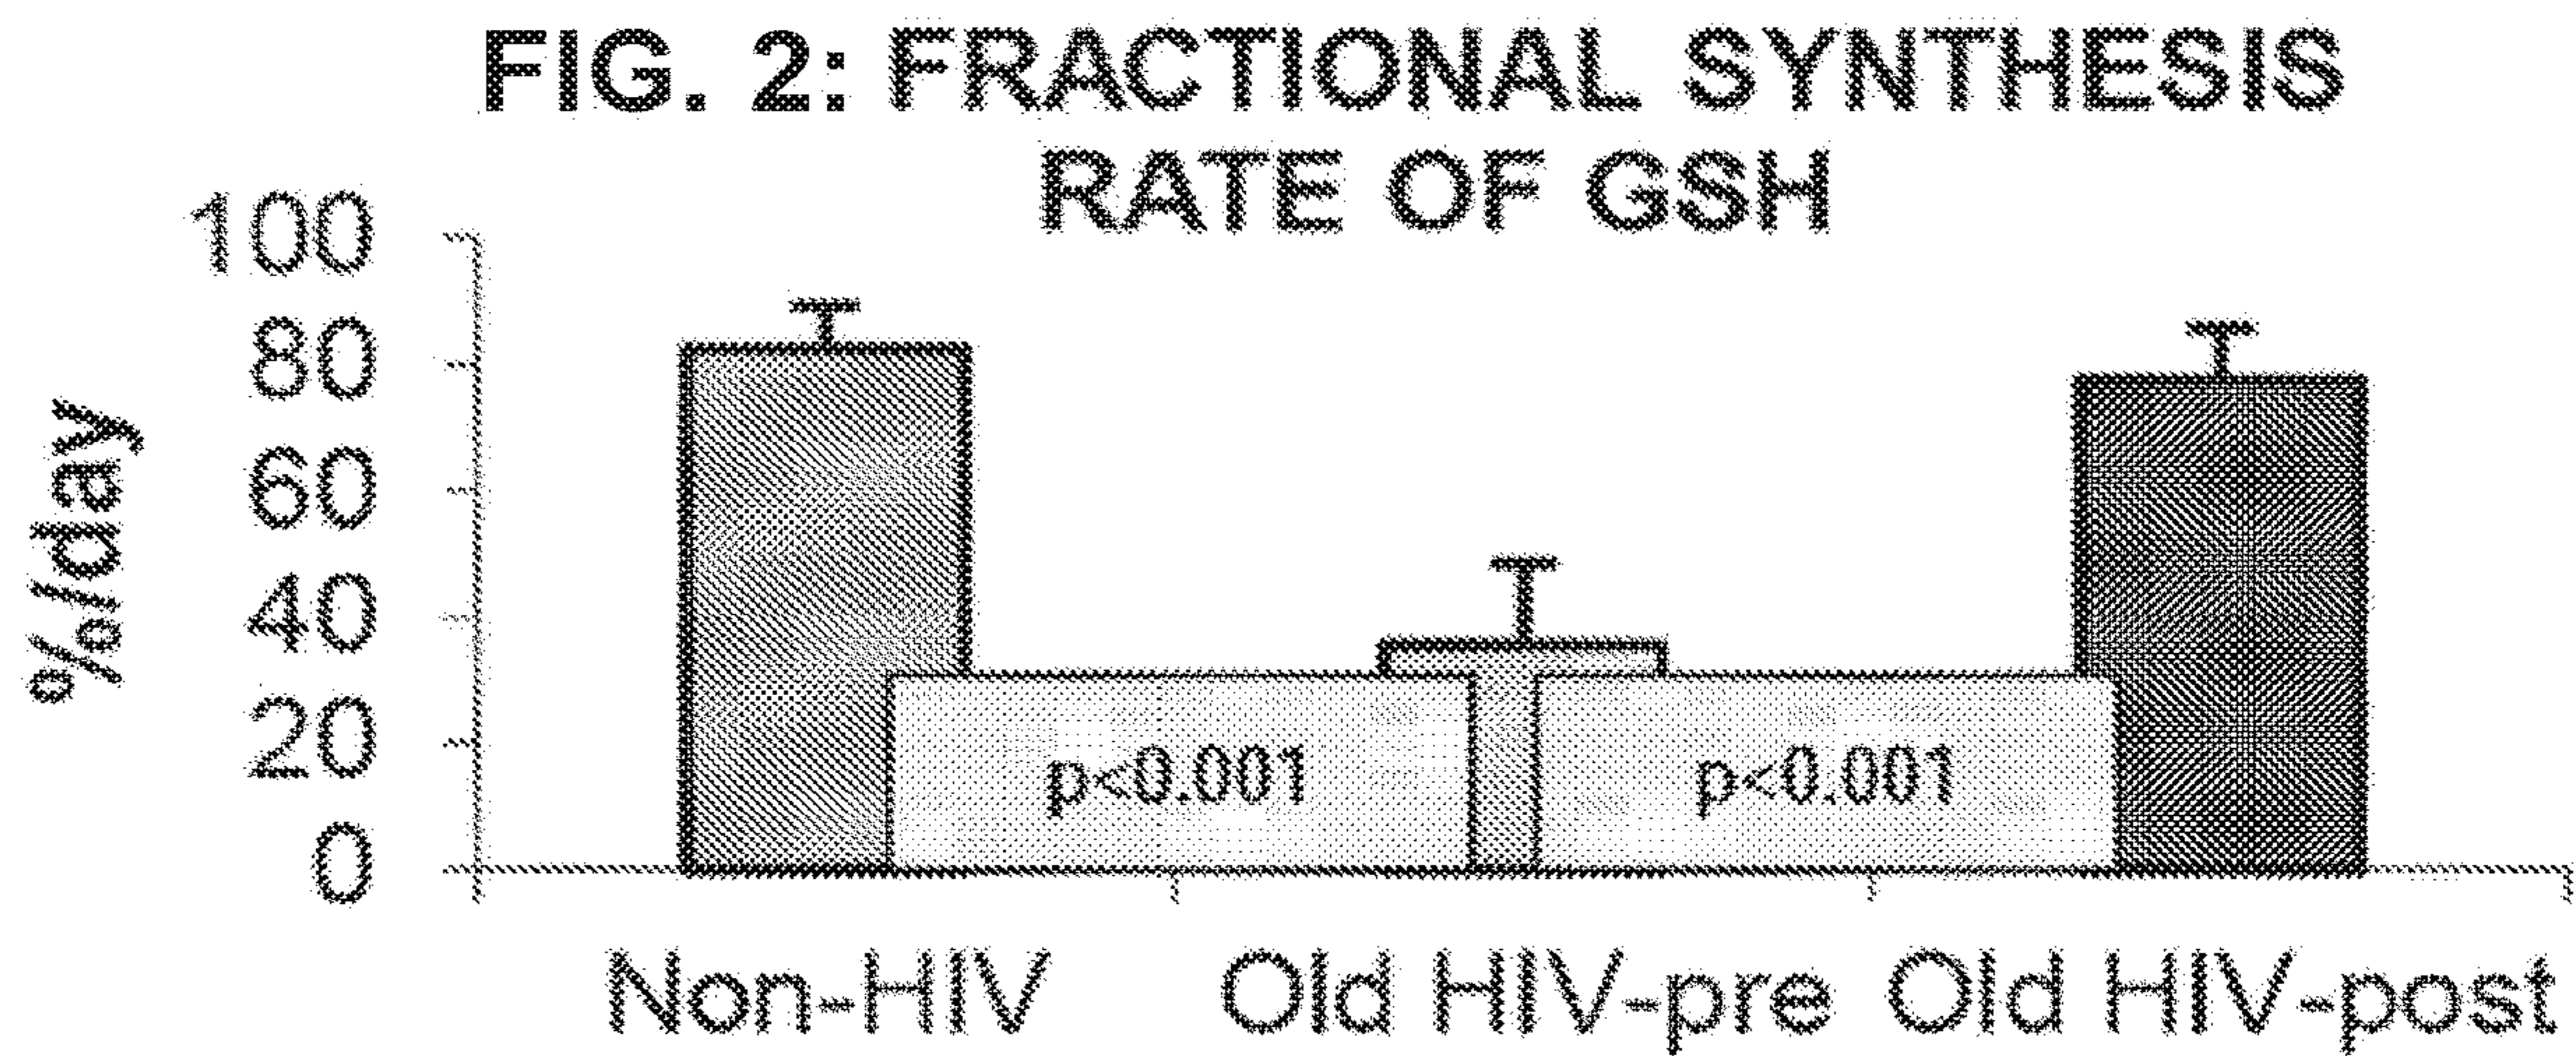 FIG. 2: FRACTIONAL SYNTHESIS
RATE OF GSH
100
80
60
40
20
0
%/day
p<0.001
p<0.001
Non-HIV
Old HIV-pre
Old HIV-post